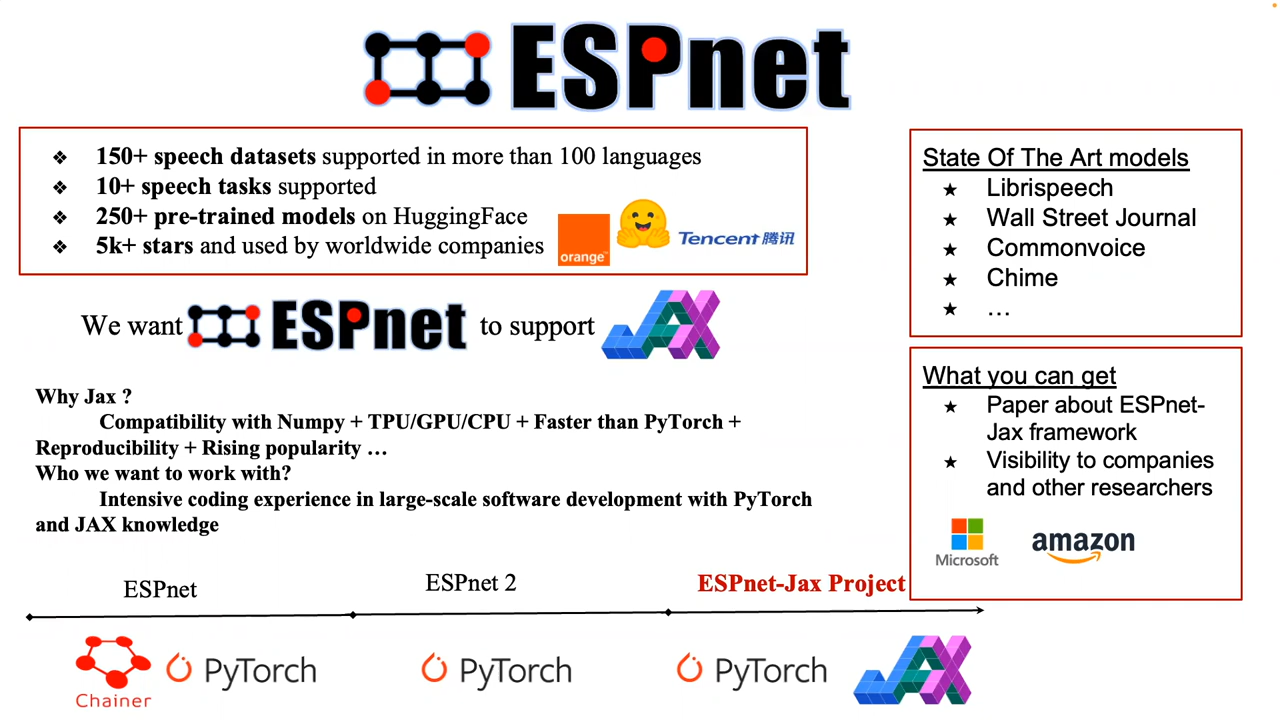 ESPnet
❖ 150+ speech datasets supported in more than 100 languages
❖ 10+ speech tasks supported
❖ 250+ pre-trained models on HuggingFace
❖ 5k+ stars and used by worldwide companies
orange™
Tencent 腾讯
We want ESPnet to support JAX
Why Jax ?
Compatibility with Numpy + TPU/GPU/CPU + Faster than PyTorch +
Reproducibility + Rising popularity …
Who we want to work with?
Intensive coding experience in large-scale software development with PyTorch
and JAX knowledge
State Of The Art models
★ Librispeech
★ Wall Street Journal
★ Commonvoice
★ Chime
★ …
What you can get
★ Paper about ESPnet-
Jax framework
★ Visibility to companies
and other researchers
Microsoft
amazon
ESPnet
ESPnet 2
ESPnet-Jax Project
Chainer
PyTorch
PyTorch
PyTorch
JAX